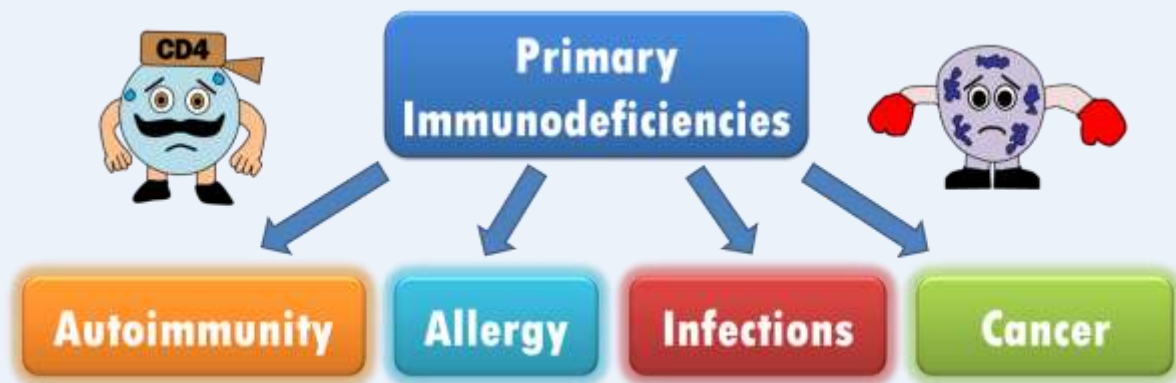 CD4
Primary
Immunodeficiencies
Autoimmunity
Allergy
Infections
Cancer